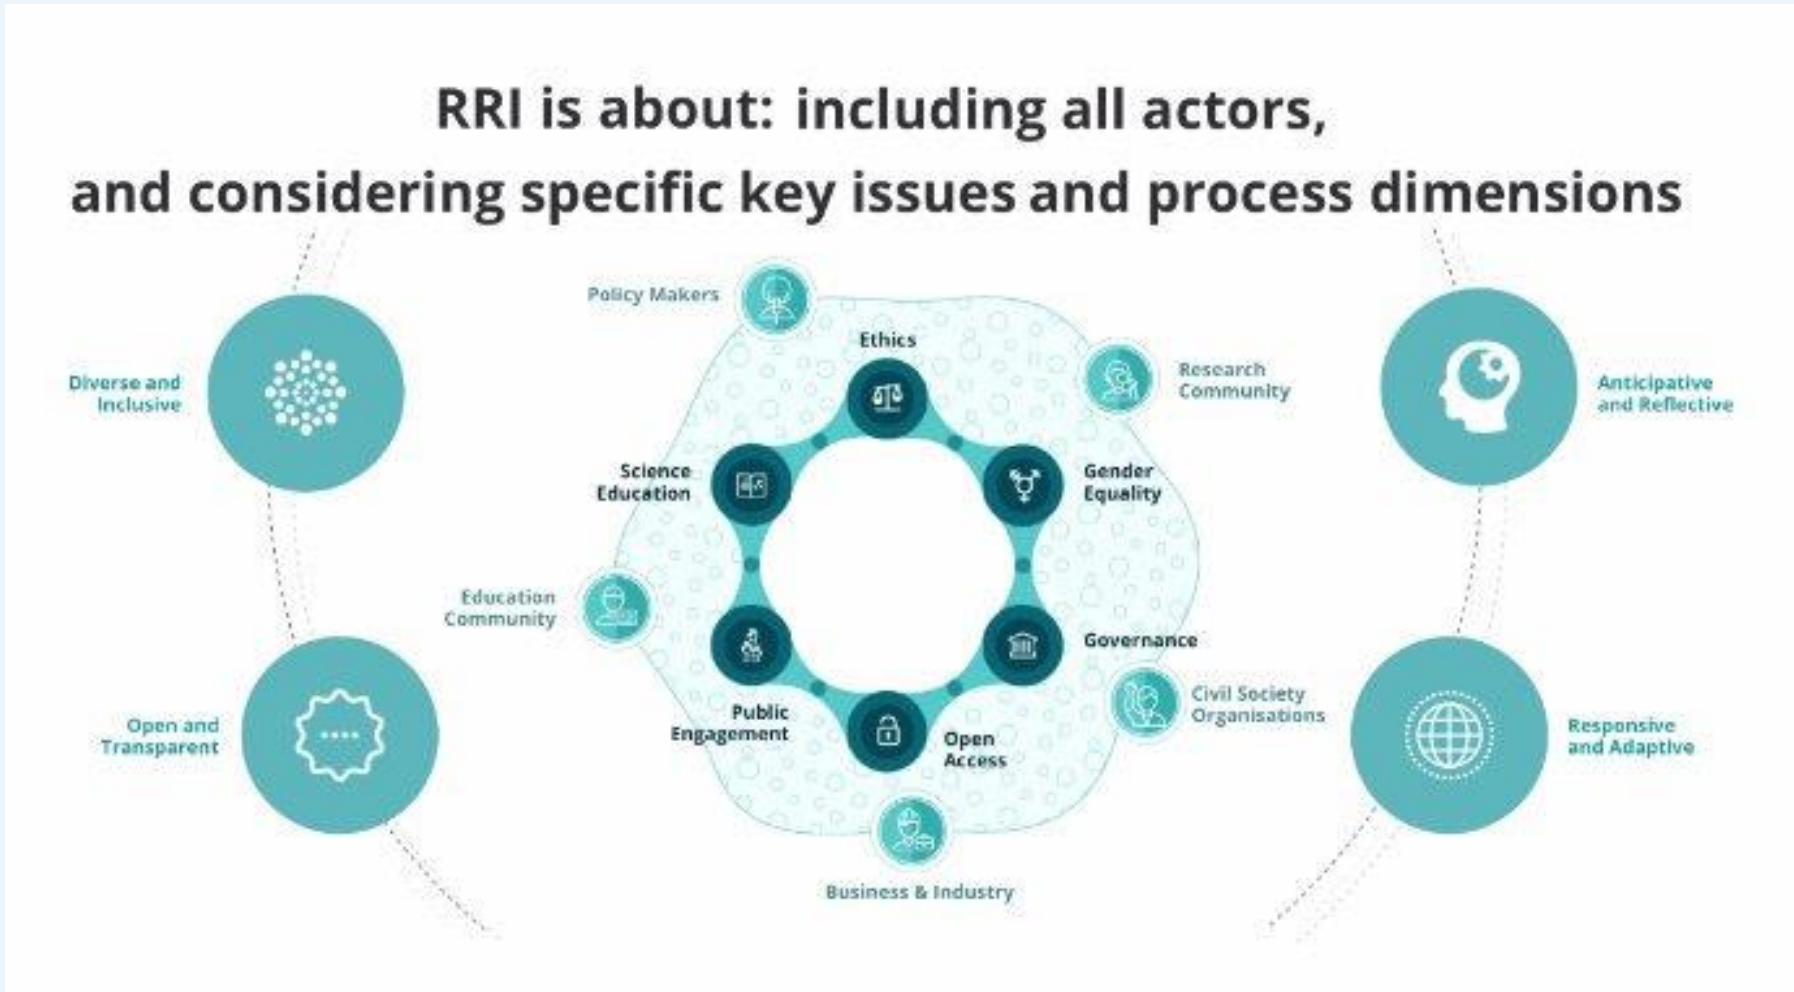 RRI is about: including all actors,
and considering specific key issues and process dimensions
Policy Makers
Ethics
Research
Community
Diverse and
Inclusive
Anticipative
and Reflective
Science
Education
Gender
Equality
Education
Community
Governance
Civil Society
Organisations
Public
Engagement
Open
Access
Open and
Transparent
Responsive
and Adaptive
Business & Industry